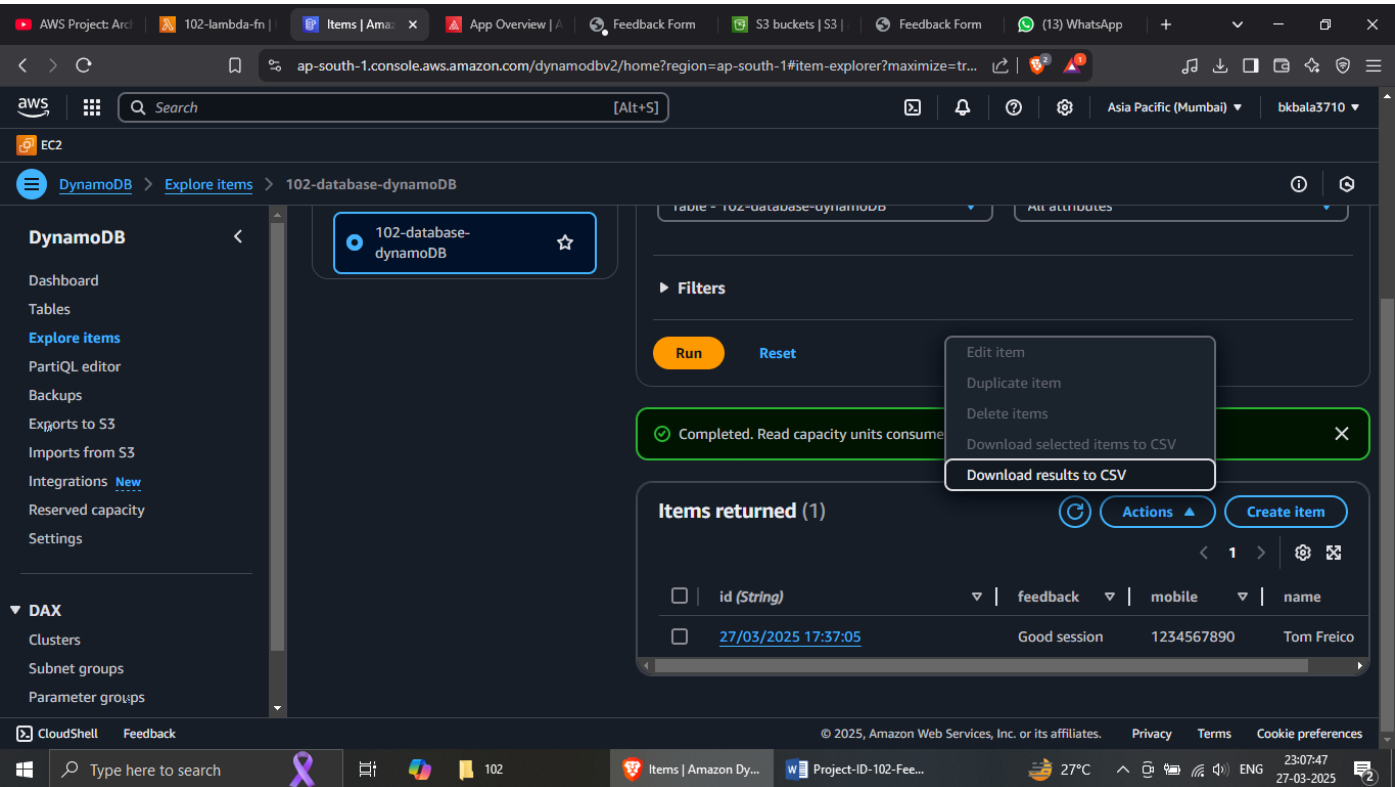 AWS Project: Arc
102-lambda-fn |
Items | Ama
App Overview | A
Feedback Form
S3 buckets | S3 |
Feedback Form
(13) WhatsApp
ap-south-1.console.aws.amazon.com/dynamodbv2/home?region=ap-south-1#item-explorer?maximize=tr...
2
1
aws
Search
[Alt+S]
Asia Pacific (Mumbai)
bkbala3710
EC2
DynamoDB > Explore items > 102-database-dynamoDB
DynamoDB
Dashboard
Tables
Explore items
PartiQL editor
Backups
Exports to S3
Imports from S3
Integrations New
Reserved capacity
Settings
DAX
Clusters
Subnet groups
Parameter groups
102-database-
dynamoDB
Table - 102-database-dynamoDB
All attributes
Filters
Run
Reset
Edit item
Duplicate item
Delete items
Download selected items to CSV
Download results to CSV
Completed. Read capacity units consume
Items returned (1)
Actions
Create item
1
id (String)
feedback
mobile
name
27/03/2025 17:37:05
Good session
1234567890
Tom Freico
CloudShell
Feedback
© 2025, Amazon Web Services, Inc. or its affiliates.
Privacy
Terms
Cookie preferences
Type here to search
102
Items | Amazon Dy...
Project-ID-102-Fee...
27°C
ENG
23:07:47
27-03-2025
2